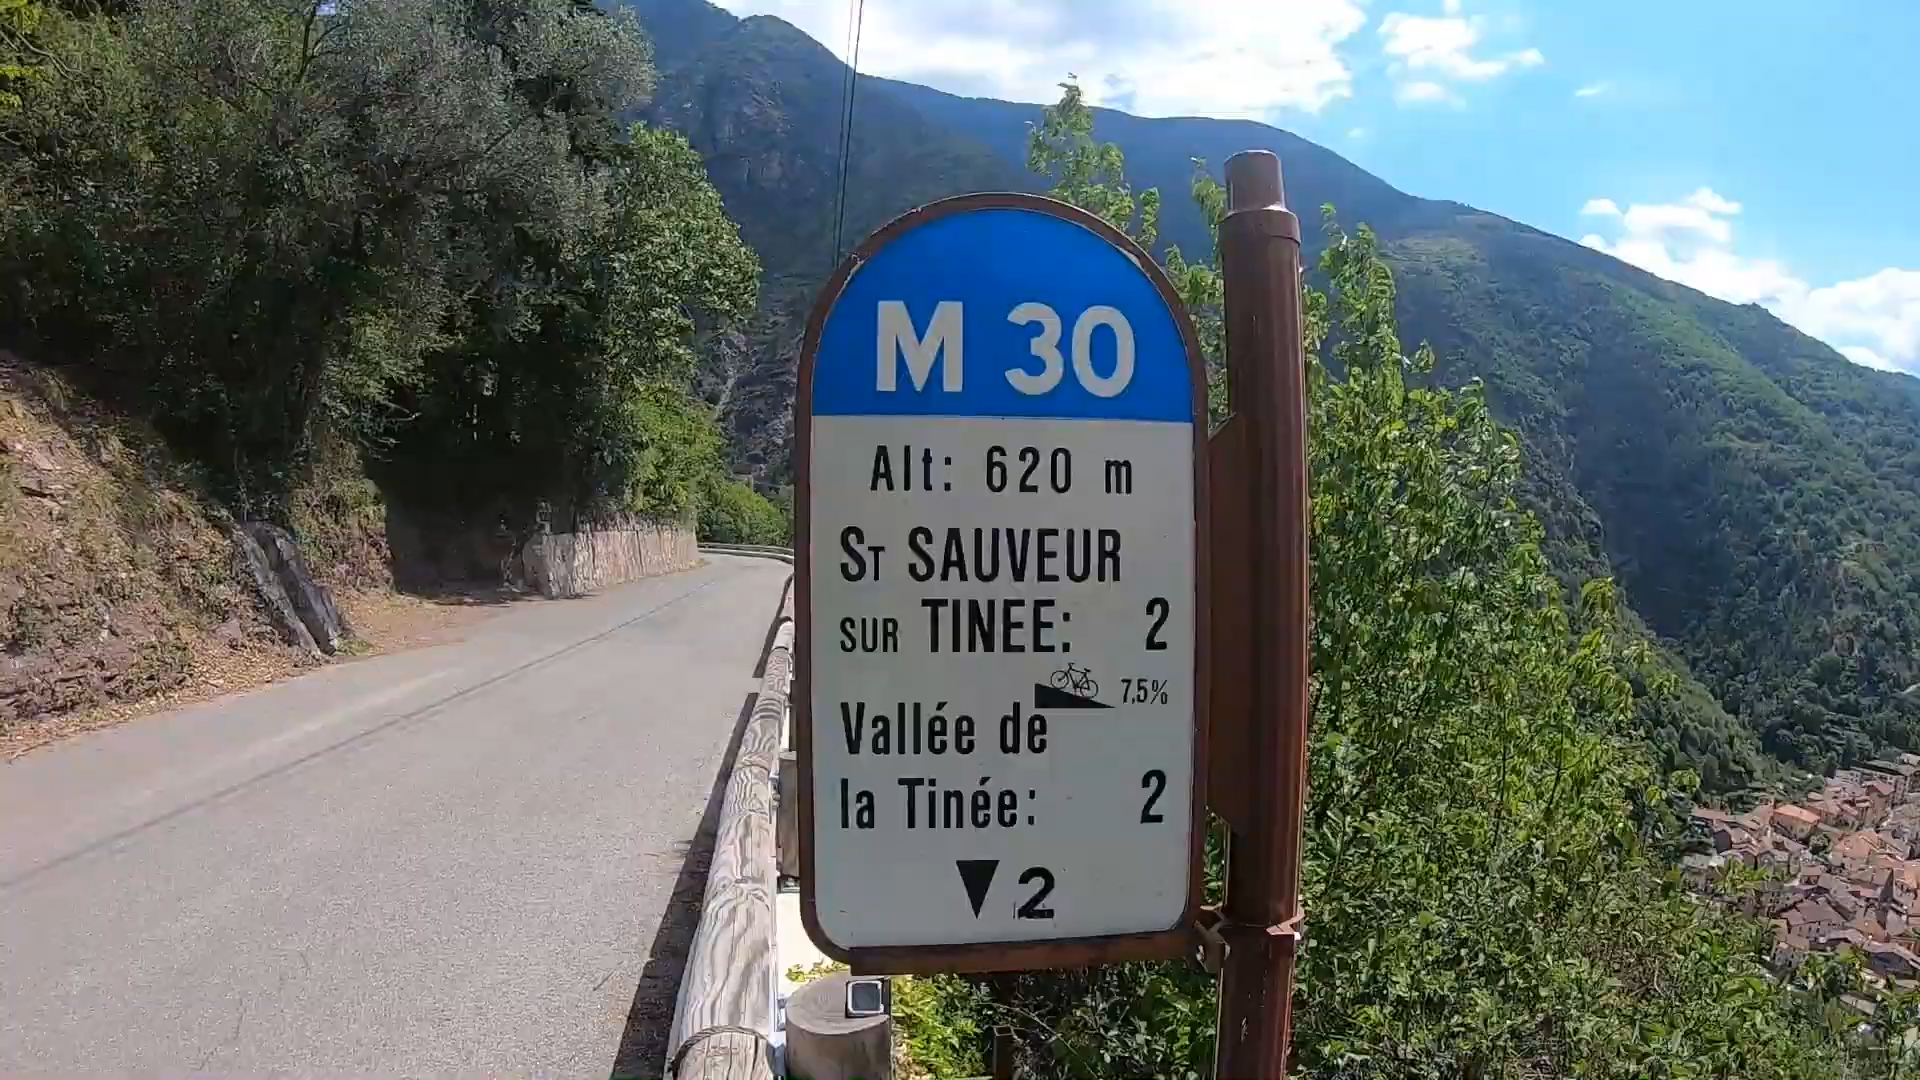 M 30
Alt: 620 m
ST SAUVEUR
SUR TINEE: 2
7,5%
Vallée de
la Tinée: 2
▼2